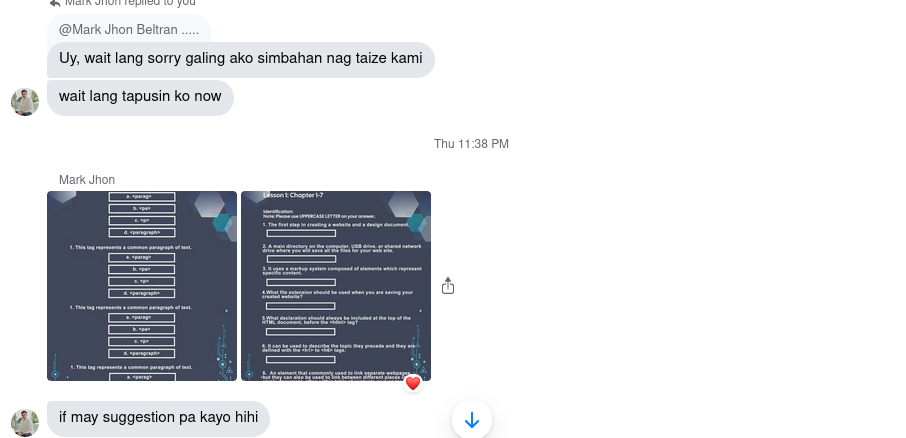 Mark Jhon replied to you
@Mark Jhon Beltran .....
Uy, wait lang sorry galing ako simbahan nag taize kami
wait lang tapusin ko now
Thu 11:38 PM
Mark Jhon
a. <parag>
b. <pa>
c. <p>
d. <paragraph>
1. This tag represents a common paragraph of text.
a. <parag>
b. <pa>
c. <p>
d. <paragraph>
1. This tag represents a common paragraph of text.
a. <parag>
b. <pa>
c. <p>
d. <paragraph>
1. This tag represents a common paragraph of text.
a. <parag>
Lesson 1: Chapter 1-7
Identification:
Note: Please use UPPERCASE LETTER on your answer.
1. The first step in creating a website and a design document.
2. A main directory on the computer, USB drive, or shared network
drive where you will save all the files for your web site.
3. It uses a markup system composed of elements which represent
specific content.
4.What file extension should be used when you are saving your
created website?
5.What declaration should always be included at the top of the
HTML document, before the <html> tag?
6. It can be used to describe the topic they precede and they are
defined with the <h1> to <h6> tags.
6. An element that commonly used to link separate webpages
but they can also be used to link between different places
if may suggestion pa kayo hihi